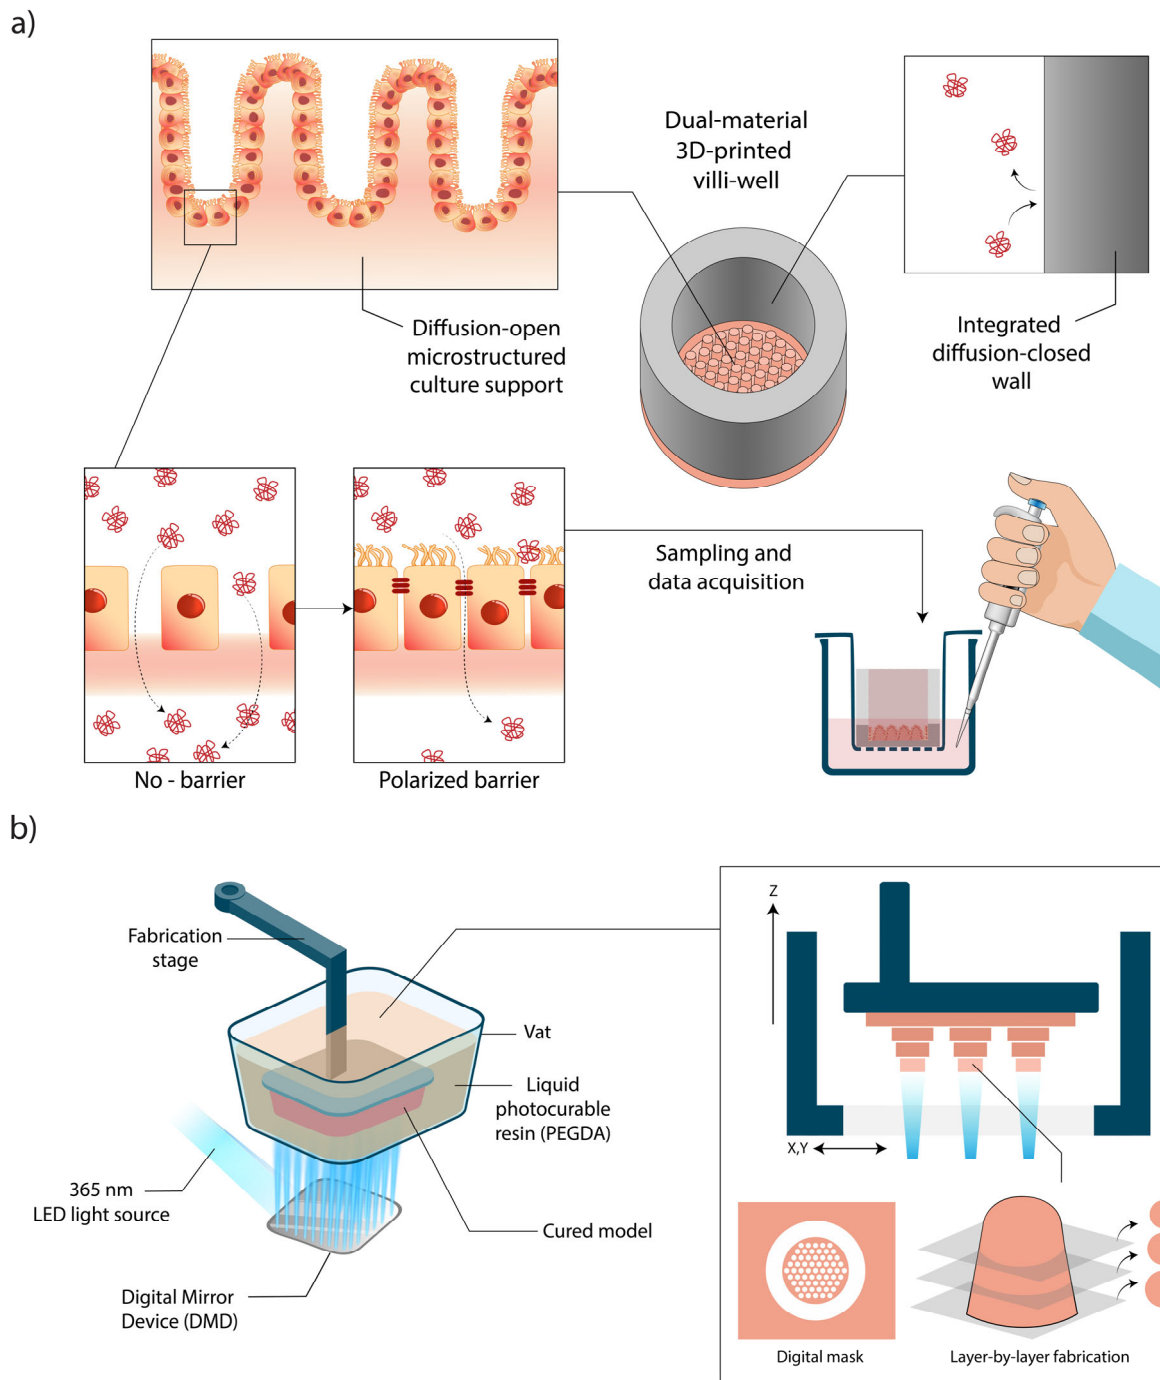 a)
Dual-material
3D-printed
villi-well
Diffusion-open
microstructured
culture support
Integrated
diffusion-closed
wall
Sampling and
data acquisition
No - barrier
Polarized barrier
b)
Fabrication
stage
Vat
Liquid
photocurable
resin (PEGDA)
365 nm
LED light source
Cured model
Digital Mirror
Device (DMD)
Z
X,Y
Digital mask
Layer-by-layer fabrication